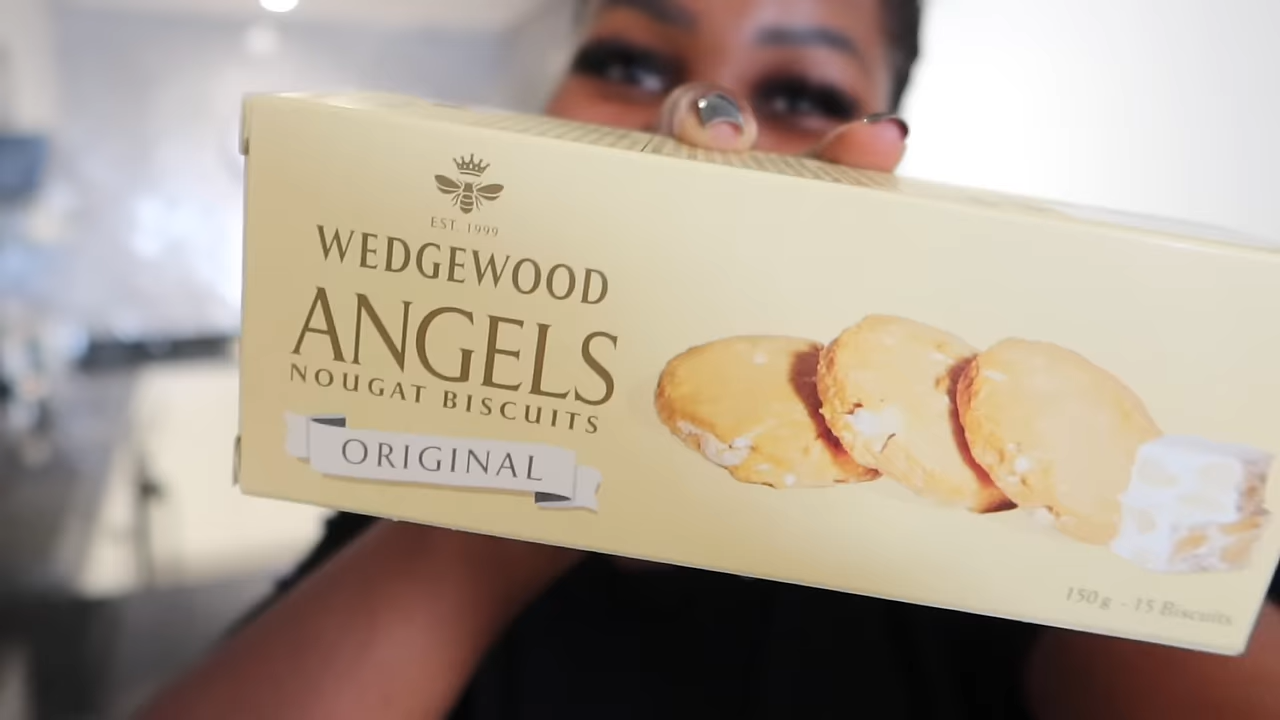 EST. 1999
WEDGEWOOD
ANGELS
NOUGAT BISCUITS
ORIGINAL
150g - 15 Biscuits